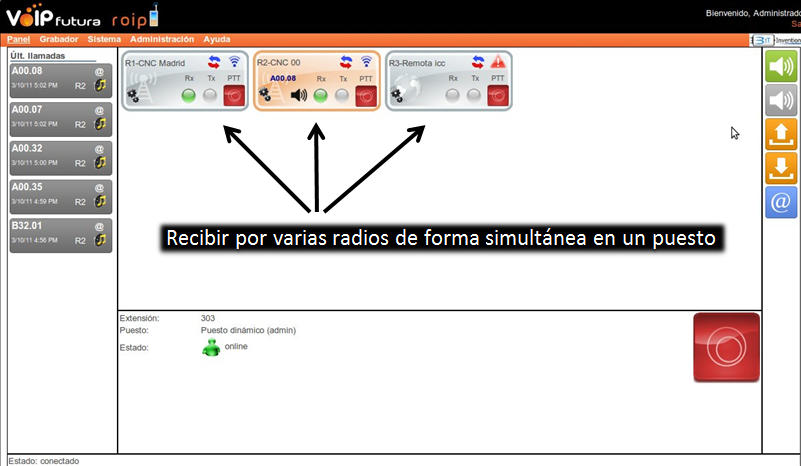 VOIP futura roip
Bienvenido, Administrado
Sa
Panel Grabador Sistema Administración Ayuda
BIT Invention
Últ. llamadas
A00.08 @
3/10/11 5:02 PM R2
A00.07 @
3/10/11 5:02 PM R2
A00.32 @
3/10/11 5:00 PM R2
A00.35 @
3/10/11 4:59 PM R2
B32.01 @
3/10/11 4:56 PM R2
R1-CNC Madrid
Rx Tx PTT
R2-CNC 00
A00.08 Rx Tx PTT
R3-Remota icc
Rx Tx PTT
@
Recibir por varias radios de forma simultánea en un puesto
Extensión: 303
Puesto: Puesto dinámico (admin)
Estado: online
Estado: conectado